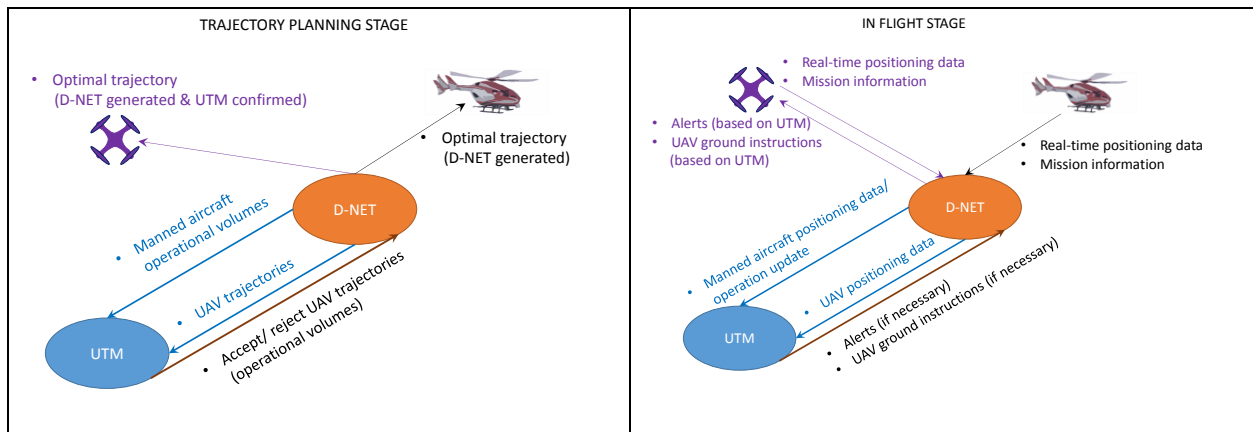 TRAJECTORY PLANNING STAGE
• Optimal trajectory
(D-NET generated & UTM confirmed)
• Optimal trajectory
(D-NET generated)
D-NET
• Manned aircraft
operational volumes
• UAV trajectories
• Accept/ reject UAV trajectories
(operational volumes)
UTM
IN FLIGHT STAGE
• Real-time positioning data
• Mission information
• Alerts (based on UTM)
• UAV ground instructions
(based on UTM)
• Real-time positioning data
• Mission information
D-NET
• Manned aircraft positioning data/
operation update
• UAV positioning data
• Alerts (if necessary)
• UAV ground instructions (if necessary)
UTM